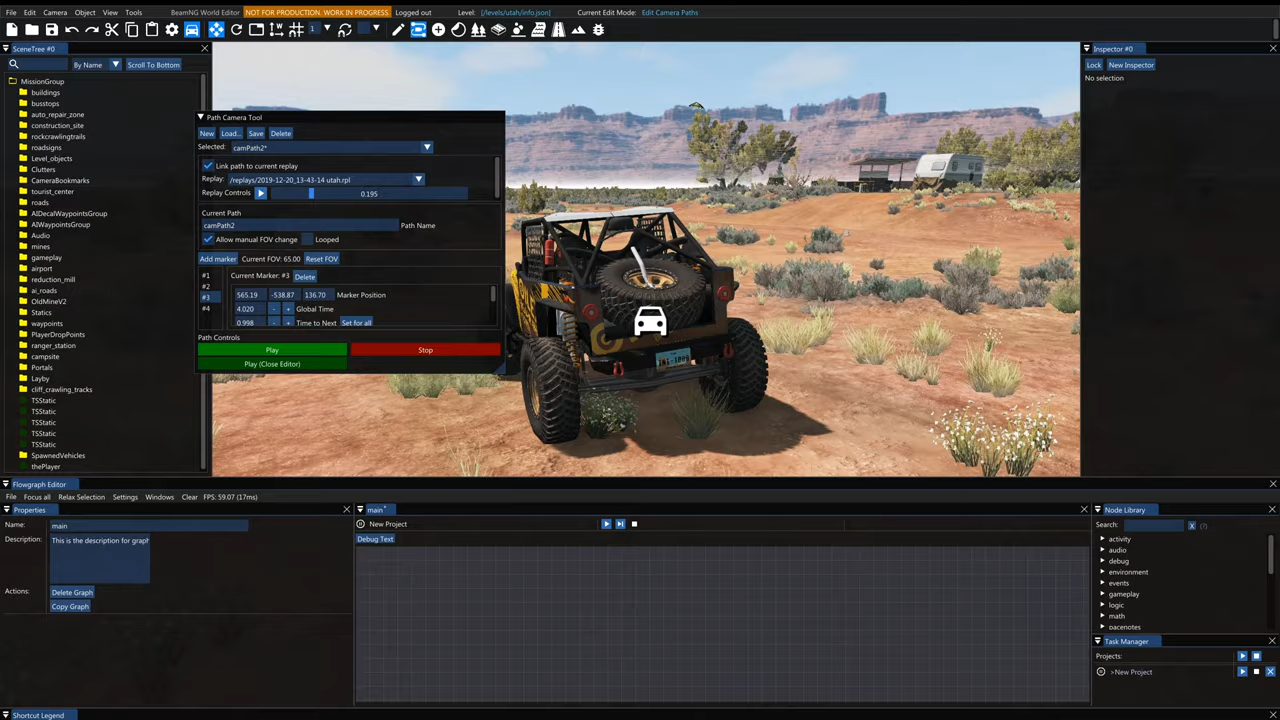 File Edit Camera Object View Tools BeamNG World Editor NOT FOR PRODUCTION. WORK IN PROGRESS. Logged out Level: [/levels/utah/info.json] Current Edit Mode: Edit Camera Paths
1
SceneTree #0
By Name Scroll To Bottom
MissionGroup
buildings
busstops
auto_repair_zone
construction_site
rockcrawlingtrails
roadsigns
Level_objects
Clutters
CameraBookmarks
tourist_center
roads
AIDecalWaypointsGroup
AIWaypointsGroup
Audio
mines
gameplay
airport
reduction_mill
ai_roads
OldMineV2
Statics
waypoints
PlayerDropPoints
ranger_station
campsite
Portals
Layby
cliff_crawling_tracks
TSStatic
TSStatic
TSStatic
TSStatic
TSStatic
SpawnedVehicles
thePlayer
Path Camera Tool
New Load... Save Delete
Selected: camPath2*
Link path to current replay
Replay: /replays/2019-12-20_13-43-14 utah.rpl
Replay Controls 0.195
Current Path
camPath2 Path Name
Allow manual FOV change Looped
Add marker Current FOV: 65.00 Reset FOV
#1
#2
#3
#4
Current Marker: #3 Delete
565.19 -538.87 136.70 Marker Position
4.020 - + Global Time
0.998 - + Time to Next Set for all
Path Controls
Play Stop
Play (Close Editor)
Inspector #0
Lock New Inspector
No selection
Flowgraph Editor
File Focus all Relax Selection Settings Windows Clear FPS: 59.07 (17ms)
Properties
Name: main
Description: This is the description for graph
Actions: Delete Graph
Copy Graph
main*
New Project
Debug Text
Node Library
Search: X (?)
activity
audio
debug
environment
events
gameplay
logic
math
pacenotes
Task Manager
Projects:
>New Project
Shortcut Legend